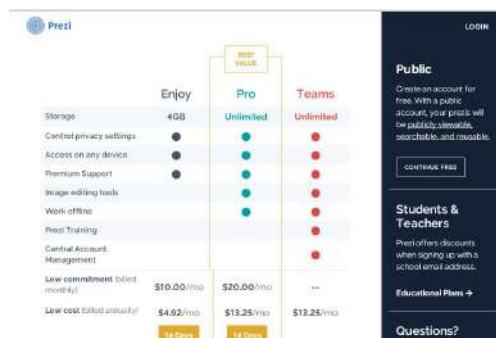 Prezi
LOGIN
BEST
VALUE
Enjoy
Pro
Teams
Storage
4GB
Unlimited
Unlimited
Control privacy settings
Access on any device
Premium Support
Image editing tools
Work offline
Prezi Training
Central Account
Management
Low commitment (billed
monthly)
$10.00/mo
$20.00/mo
--
Low cost (billed annually)
$4.92/mo
$13.25/mo
$13.25/mo
14 Days
14 Days
Public
Create an account for
free. With a public
account, your prezis will
be publicly viewable,
searchable, and reusable.
CONTINUE FREE
Students &
Teachers
Prezi offers discounts
when signing up with a
school email address.
Educational Plans →
Questions?